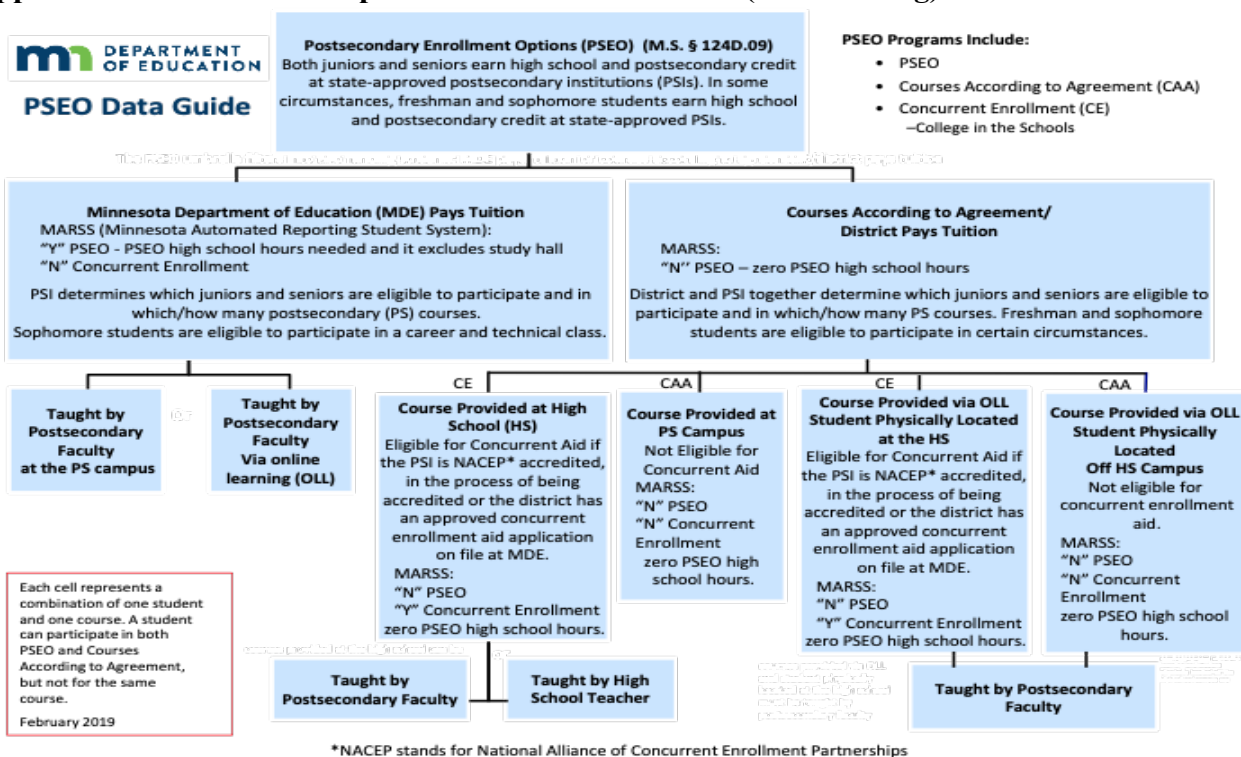 DEPARTMENT
OF EDUCATION
PSEO Data Guide
Postsecondary Enrollment Options (PSEO) (M.S. § 124D.09)
Both juniors and seniors earn high school and postsecondary credit
at state-approved postsecondary institutions (PSIs). In some
circumstances, freshman and sophomore students earn high school
and postsecondary credit at state-approved PSIs.
PSEO Programs Include:
• PSEO
• Courses According to Agreement (CAA)
• Concurrent Enrollment (CE)
–College in the Schools
Minnesota Department of Education (MDE) Pays Tuition
MARSS (Minnesota Automated Reporting Student System):
“Y” PSEO - PSEO high school hours needed and it excludes study hall
“N” Concurrent Enrollment
PSI determines which juniors and seniors are eligible to participate and in
which/how many postsecondary (PS) courses.
Sophomore students are eligible to participate in a career and technical class.
Courses According to Agreement/
District Pays Tuition
MARSS:
“N” PSEO – zero PSEO high school hours
District and PSI together determine which juniors and seniors are eligible to
participate and in which/how many PS courses. Freshman and sophomore
students are eligible to participate in certain circumstances.
Taught by
Postsecondary
Faculty
at the PS campus
Taught by
Postsecondary
Faculty
Via online
learning (OLL)
CE
Course Provided at High
School (HS)
Eligible for Concurrent Aid if
the PSI is NACEP* accredited,
in the process of being
accredited or the district has
an approved concurrent
enrollment aid application
on file at MDE.
MARSS:
“N” PSEO
“Y” Concurrent Enrollment
zero PSEO high school hours.
CAA
Course Provided at
PS Campus
Not Eligible for
Concurrent Aid
MARSS:
“N” PSEO
“N” Concurrent
Enrollment
zero PSEO high
school hours.
CE
Course Provided via OLL
Student Physically Located
at the HS
Eligible for Concurrent Aid if
the PSI is NACEP* accredited,
in the process of being
accredited or the district has
an approved concurrent
enrollment aid application
on file at MDE.
MARSS:
“N” PSEO
“Y” Concurrent Enrollment
zero PSEO high school hours.
CAA
Course Provided via OLL
Student Physically
Located
Off HS Campus
Not eligible for
concurrent enrollment
aid.
MARSS:
“N” PSEO
“N” Concurrent
Enrollment
zero PSEO high school
hours.
Taught by
Postsecondary Faculty
Taught by High
School Teacher
Taught by Postsecondary
Faculty
Each cell represents a
combination of one student
and one course. A student
can participate in both
PSEO and Courses
According to Agreement,
but not for the same
course.
February 2019
*NACEP stands for National Alliance of Concurrent Enrollment Partnerships